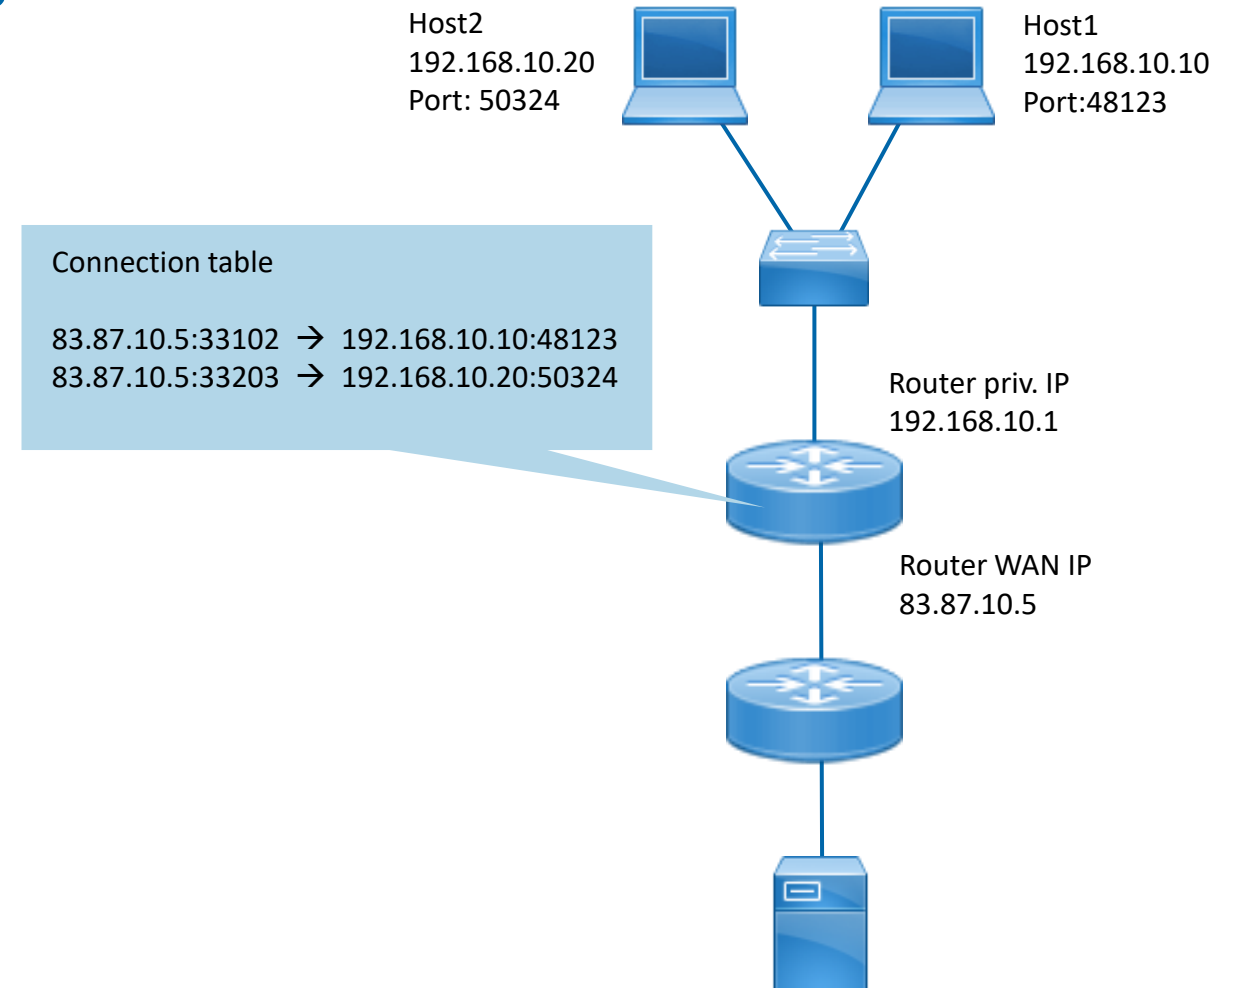 Host2
192.168.10.20
Port: 50324
Host1
192.168.10.10
Port:48123
Connection table
83.87.10.5:33102 → 192.168.10.10:48123
83.87.10.5:33203 → 192.168.10.20:50324
Router priv. IP
192.168.10.1
Router WAN IP
83.87.10.5